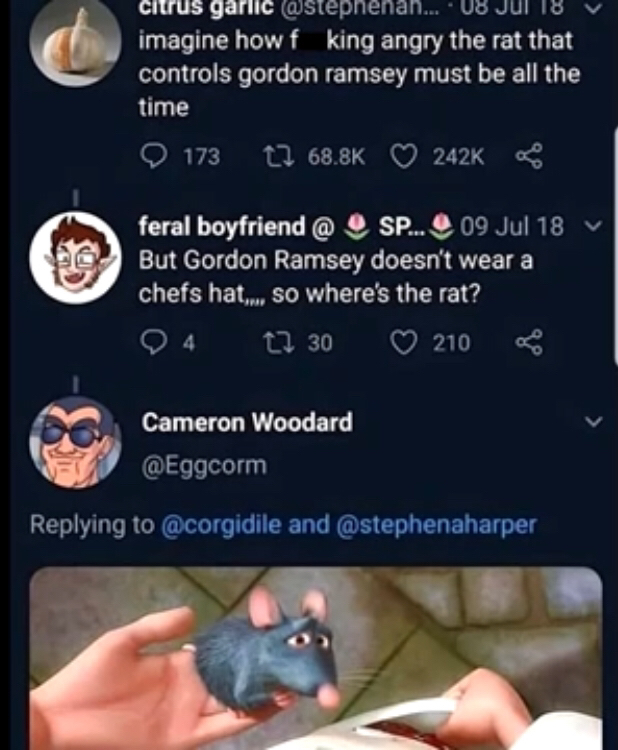 citrus garlic @stephenah... · 08 Jul 18
imagine how f king angry the rat that
controls gordon ramsey must be all the
time
173 68.8K 242K
feral boyfriend @ 🌷 SP...🌷 09 Jul 18
But Gordon Ramsey doesn't wear a
chefs hat,,,, so where's the rat?
4 30 210
Cameron Woodard
@Eggcorm
Replying to @corgidile and @stephenaharper